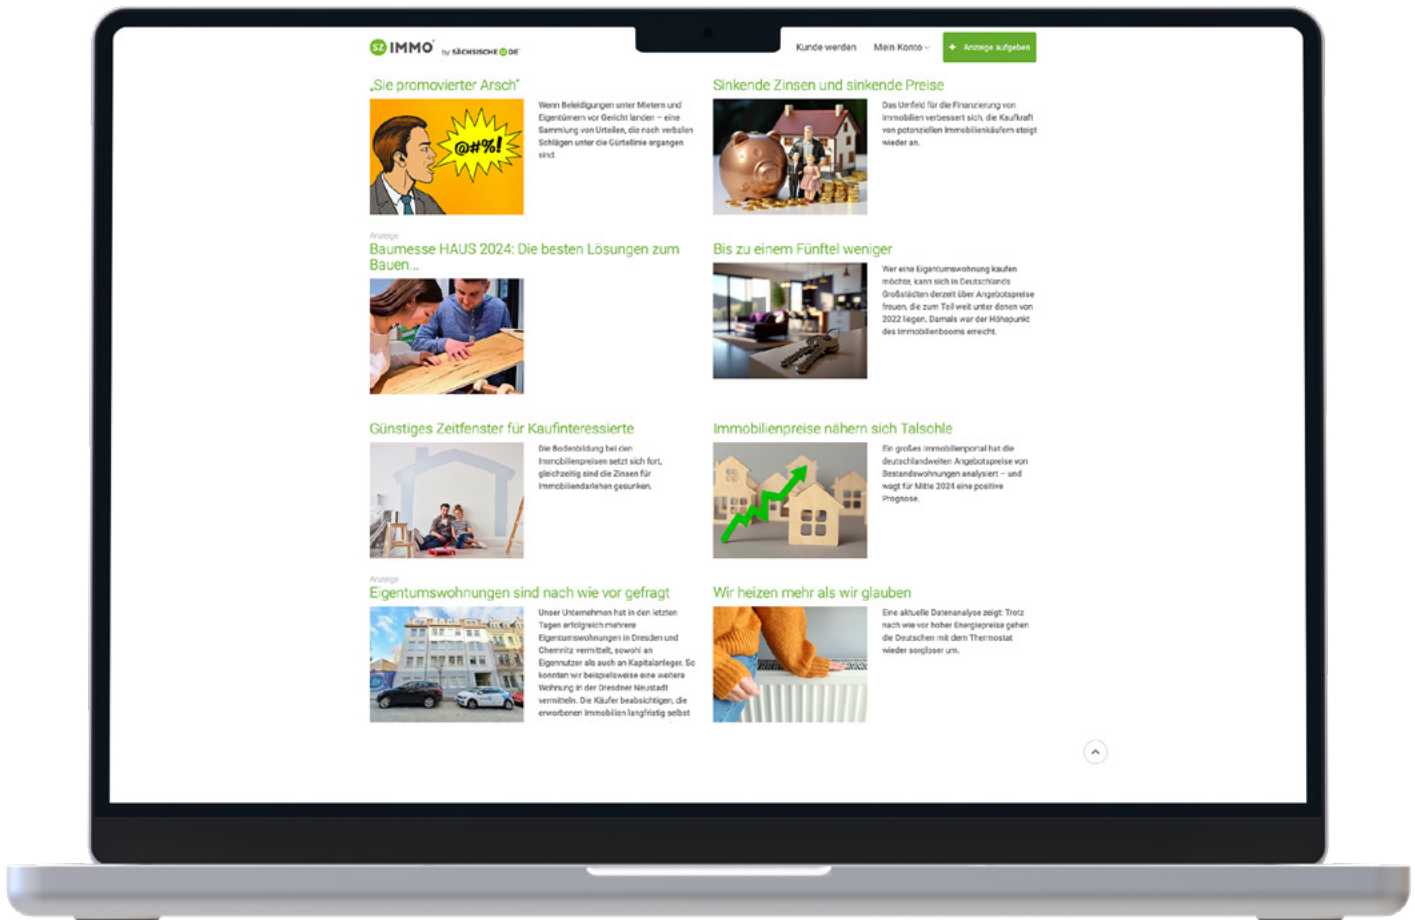 SZ IMMO by SÄCHSISCHE SZ DE
Kunde werden Mein Konto + Anzeige aufgeben
„Sie promovierter Arsch“
@#%!
Wenn Beleidigungen unter Mietern und
Eigentümern vor Gericht landen – eine
Sammlung von Urteilen, die nach verbalen
Schlägen unter die Gürtellinie ergangen
sind.
Sinkende Zinsen und sinkende Preise
Das Umfeld für die Finanzierung von
Immobilien verbessert sich, die Kaufkraft
von potenziellen Immobilienkäufern steigt
wieder an.
Anzeige
Baumesse HAUS 2024: Die besten Lösungen zum
Bauen...
Bis zu einem Fünftel weniger
Wer eine Eigentumswohnung kaufen
möchte, kann sich in Deutschlands
Großstädten derzeit über Angebotspreise
freuen, die zum Teil weit unter denen von
2022 liegen. Damals war der Höhepunkt
des Immobilienbooms erreicht.
Günstiges Zeitfenster für Kaufinteressierte
Die Bodenbildung bei den
Immobilienpreisen setzt sich fort,
gleichzeitig sind die Zinsen für
Immobiliendarlehen gesunken.
Immobilienpreise nähern sich Talsohle
Ein großes Immobilienportal hat die
deutschlandweiten Angebotspreise von
Bestandswohnungen analysiert – und
wagt für Mitte 2024 eine positive
Prognose.
Anzeige
Eigentumswohnungen sind nach wie vor gefragt
Unser Unternehmen hat in den letzten
Tagen erfolgreich mehrere
Eigentumswohnungen in Dresden und
Chemnitz vermittelt, sowohl an
Eigennutzer als auch an Kapitalanleger. So
konnten wir beispielsweise eine weitere
Wohnung in der Dresdner Neustadt
vermitteln. Die Käufer beabsichtigen, die
erworbenen Immobilien langfristig selbst
Wir heizen mehr als wir glauben
Eine aktuelle Datenanalyse zeigt: Trotz
nach wie vor hoher Energiepreise gehen
die Deutschen mit dem Thermostat
wieder sorgloser um.